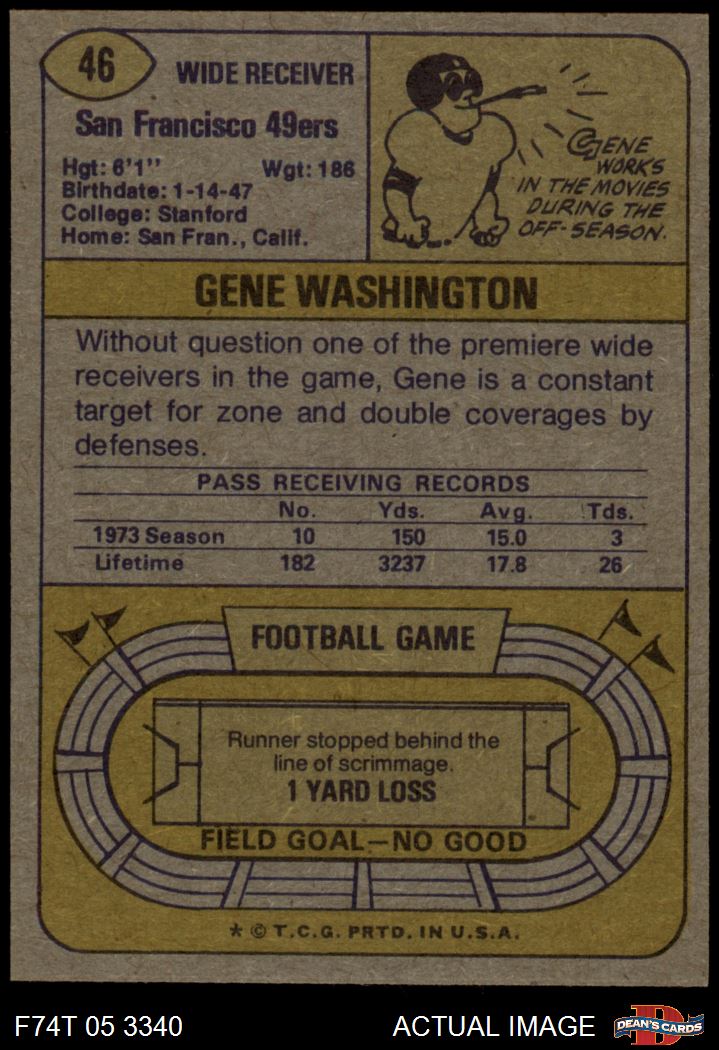 46
WIDE RECEIVER
San Francisco 49ers
Hgt: 6'1" Wgt: 186
Birthdate: 1-14-47
College: Stanford
Home: San Fran., Calif.
GENE
WORKS
IN THE MOVIES
DURING THE
OFF-SEASON.
GENE WASHINGTON
Without question one of the premiere wide
receivers in the game, Gene is a constant
target for zone and double coverages by
defenses.
PASS RECEIVING RECORDS
No. Yds. Avg. Tds.
1973 Season 10 150 15.0 3
Lifetime 182 3237 17.8 26
FOOTBALL GAME
Runner stopped behind the
line of scrimmage.
1 YARD LOSS
FIELD GOAL—NO GOOD
* © T.C.G. PRTD. IN U.S.A.
F74T 05 3340 ACTUAL IMAGE D DEAN'S CARDS